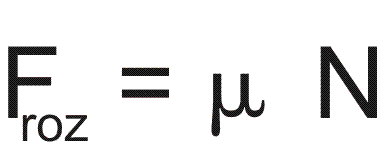 F_roz = μ N